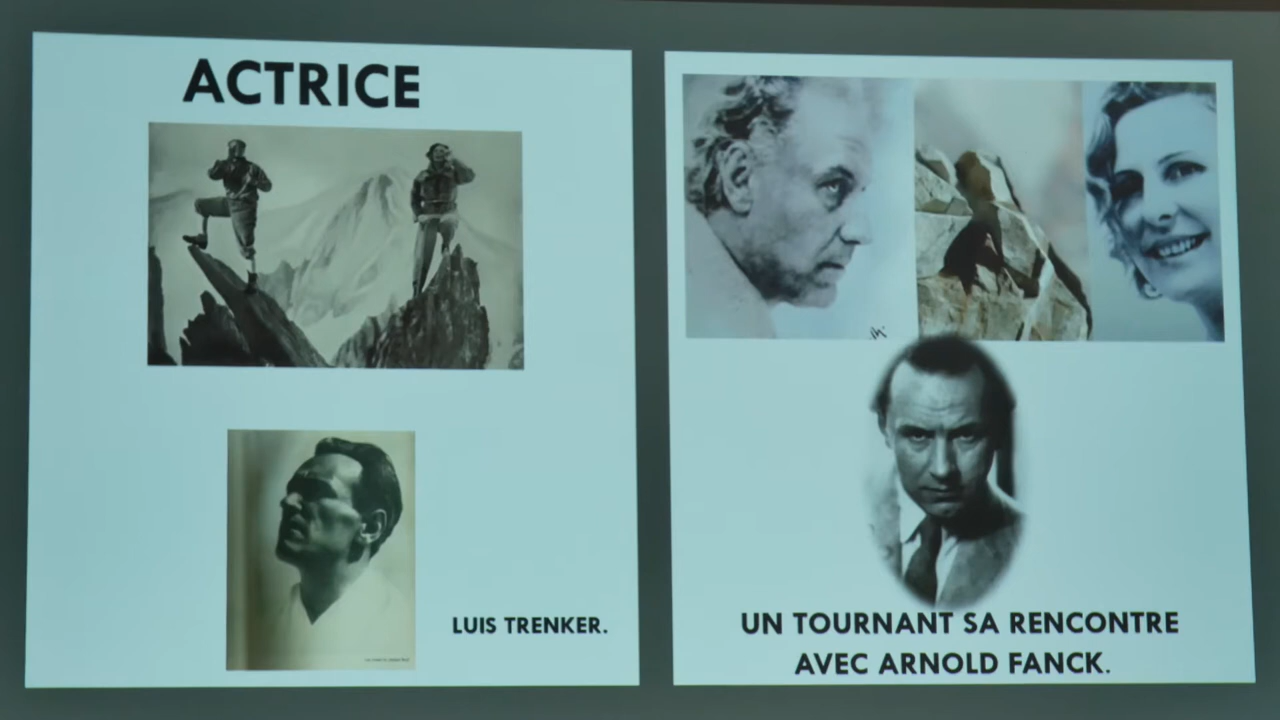 ACTRICE
LUIS TRENKER.
UN TOURNANT SA RENCONTRE
AVEC ARNOLD FANCK.